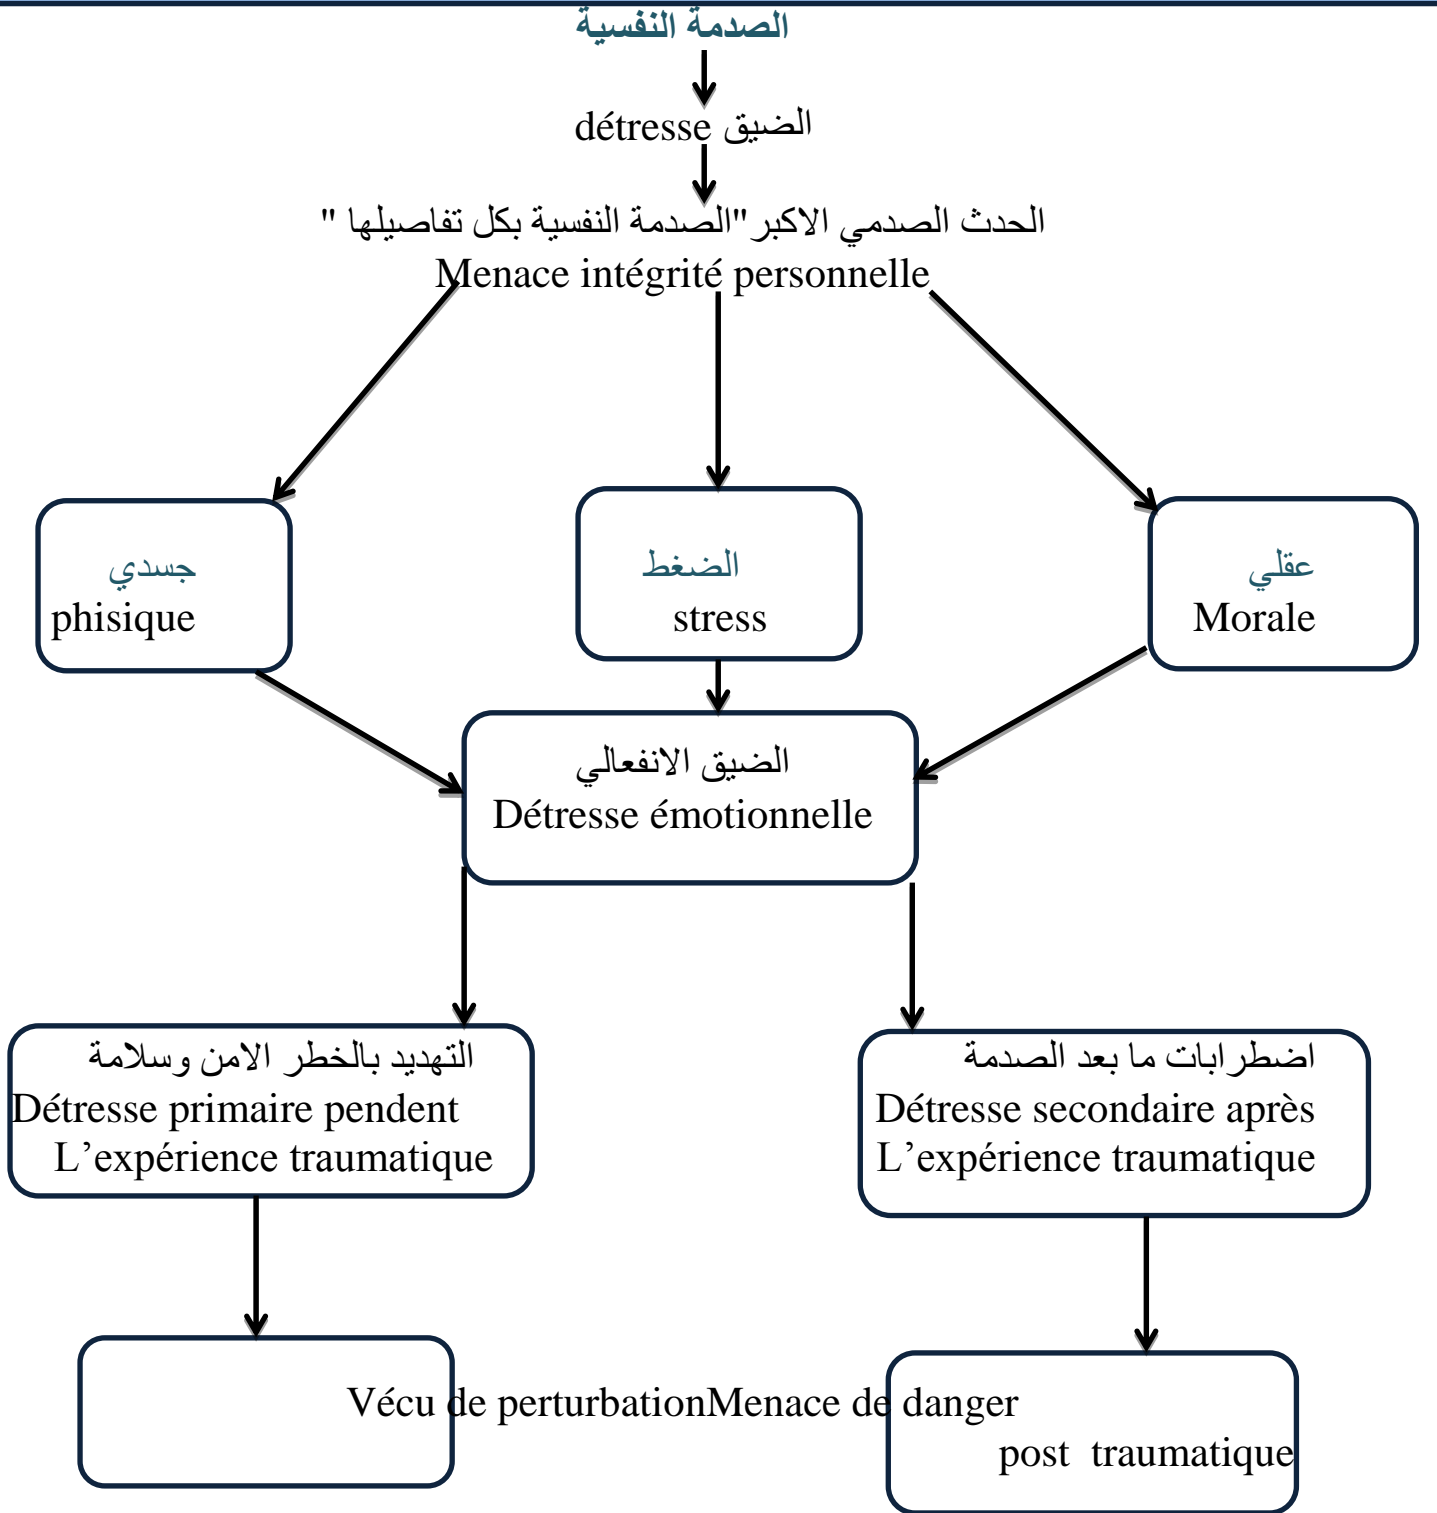 الصدمة النفسية
الضيق détresse
الحدث الصدمي الاكبر"الصدمة النفسية بكل تفاصيلها "
Menace intégrité personnelle
جسدي
phisique
الضغط
stress
عقلي
Morale
الضيق الانفعالي
Détresse émotionnelle
التهديد بالخطر الامن وسلامة
Détresse primaire pendent
L’expérience traumatique
اضطرابات ما بعد الصدمة
Détresse secondaire après
L’expérience traumatique
Vécu de perturbationMenace de danger
post traumatique